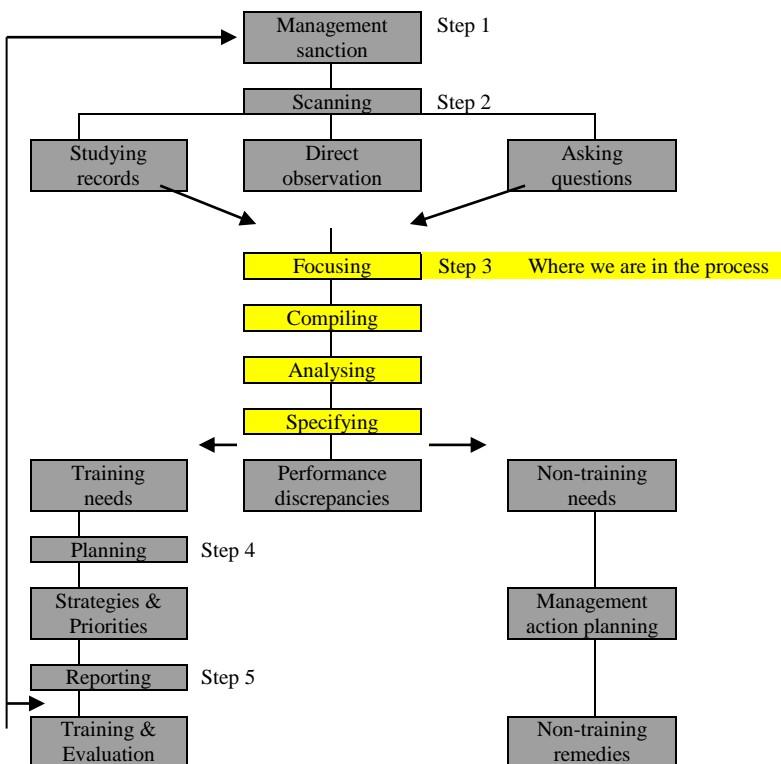 Management
sanction
Step 1
Scanning
Step 2
Studying
records
Direct
observation
Asking
questions
Focusing
Step 3
Where we are in the process
Compiling
Analysing
Specifying
Training
needs
Performance
discrepancies
Non-training
needs
Planning
Step 4
Strategies &
Priorities
Management
action planning
Reporting
Step 5
Training &
Evaluation
Non-training
remedies